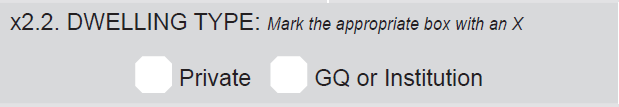 x2.2. DWELLING TYPE: Mark the appropriate box with an X
Private GQ or Institution